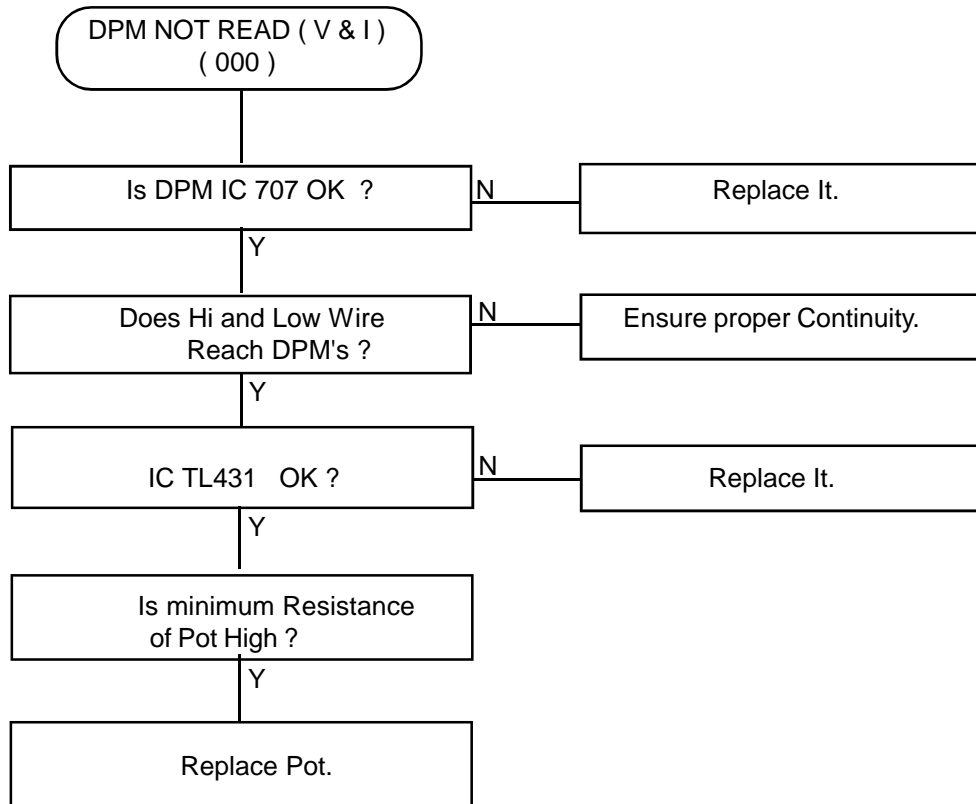 DPM NOT READ ( V & I )
( 000 )
Is DPM IC 707 OK ?
N
Replace It.
Y
Does Hi and Low Wire
Reach DPM's ?
N
Ensure proper Continuity.
Y
IC TL431 OK ?
N
Replace It.
Y
Is minimum Resistance
of Pot High ?
Y
Replace Pot.